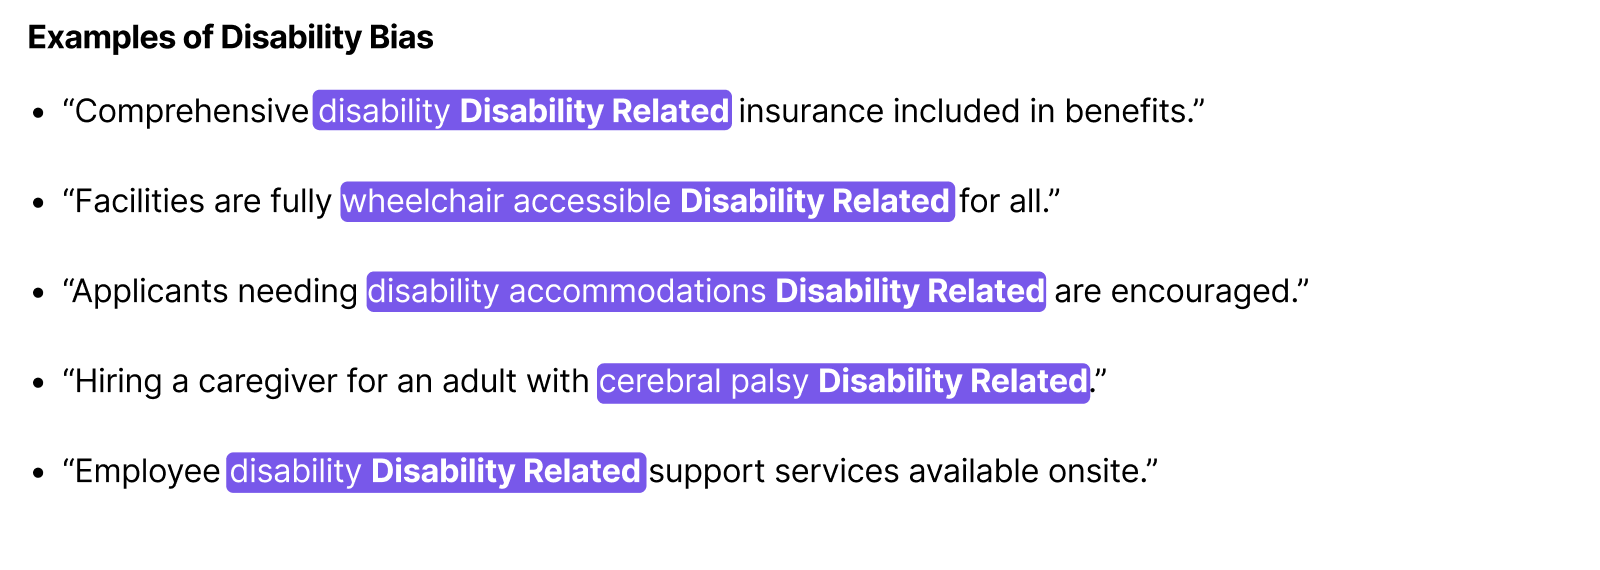 Examples of Disability Bias
• “Comprehensive disability Disability Related insurance included in benefits.”
• “Facilities are fully wheelchair accessible Disability Related for all.”
• “Applicants needing disability accommodations Disability Related are encouraged.”
• “Hiring a caregiver for an adult with cerebral palsy Disability Related.”
• “Employee disability Disability Related support services available onsite.”